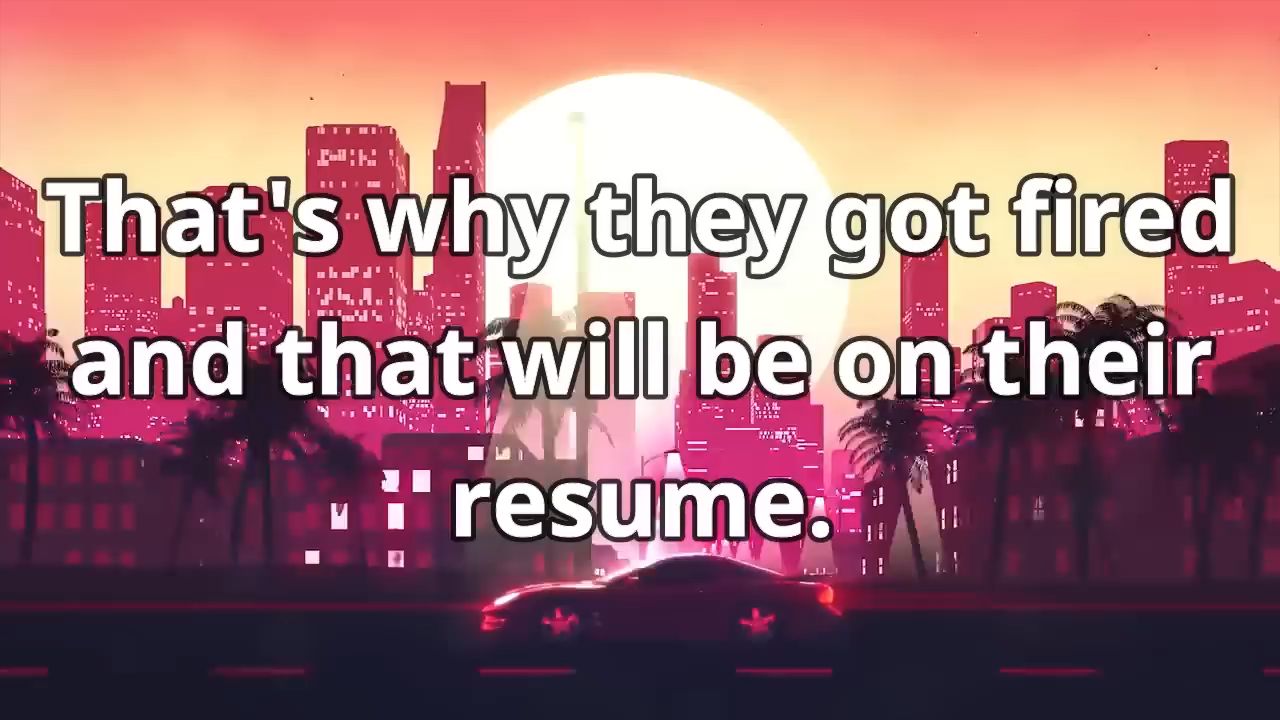 That's why they got fired
and that will be on their
resume.